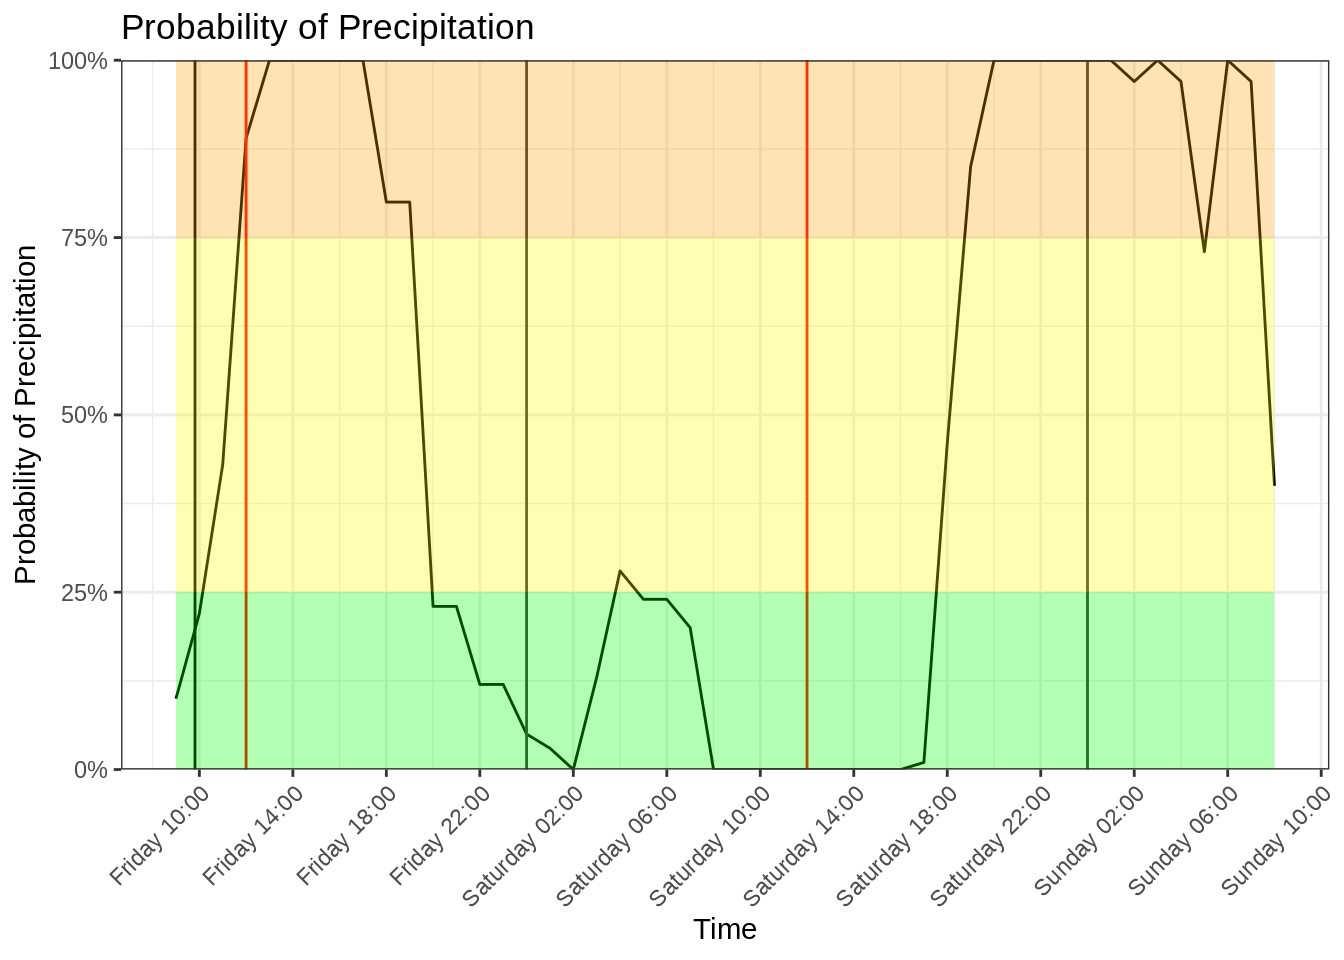 Probability of Precipitation
Probability of Precipitation
100%
75%
50%
25%
0%
Friday 10:00
Friday 14:00
Friday 18:00
Friday 22:00
Saturday 02:00
Saturday 06:00
Saturday 10:00
Saturday 14:00
Saturday 18:00
Saturday 22:00
Sunday 02:00
Sunday 06:00
Sunday 10:00
Time